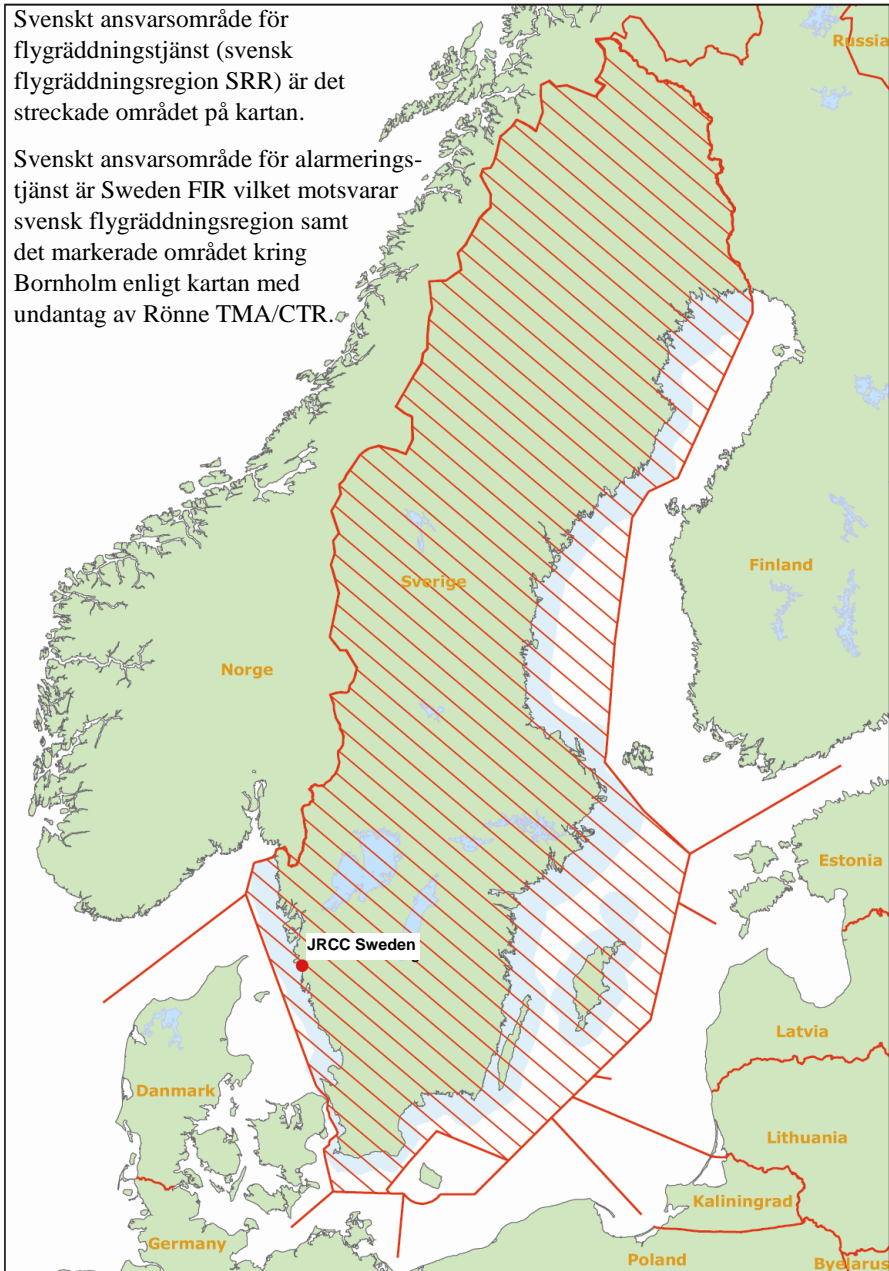 Svenskt ansvarsområde för
flygräddningstjänst (svensk
flygräddningsregion SRR) är det
streckade området på kartan.
Svenskt ansvarsområde för alarmerings-
tjänst är Sweden FIR vilket motsvarar
svensk flygräddningsregion samt
det markerade området kring
Bornholm enligt kartan med
undantag av Rönne TMA/CTR.
Russia
Finland
Sverige
Norge
Estonia
JRCC Sweden
Latvia
Danmark
Lithuania
Kaliningrad
Germany
Poland
Byelarus